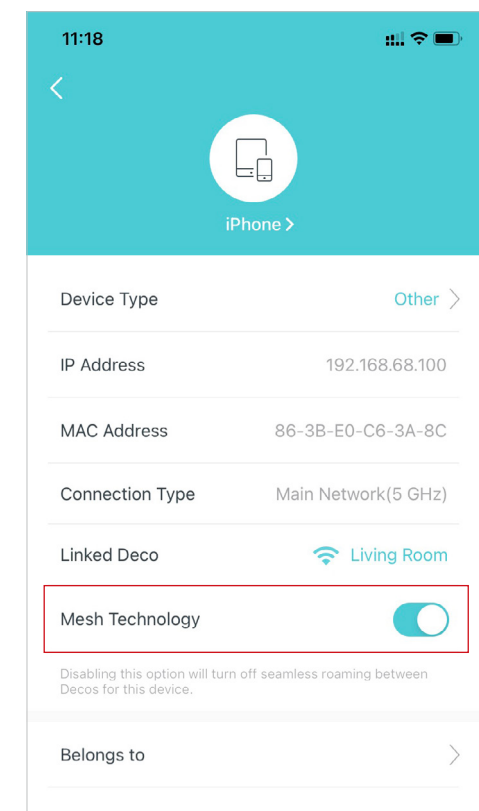 11:18
iPhone >
Device Type Other >
IP Address 192.168.68.100
MAC Address 86-3B-E0-C6-3A-8C
Connection Type Main Network(5 GHz)
Linked Deco Living Room
Mesh Technology
Disabling this option will turn off seamless roaming between
Decos for this device.
Belongs to >